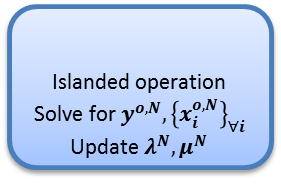 Islanded operation
Solve for 𝒚^{o,N}, {𝒙_i^{o,N}}_{∀i}
Update 𝝀^N, 𝝁^N